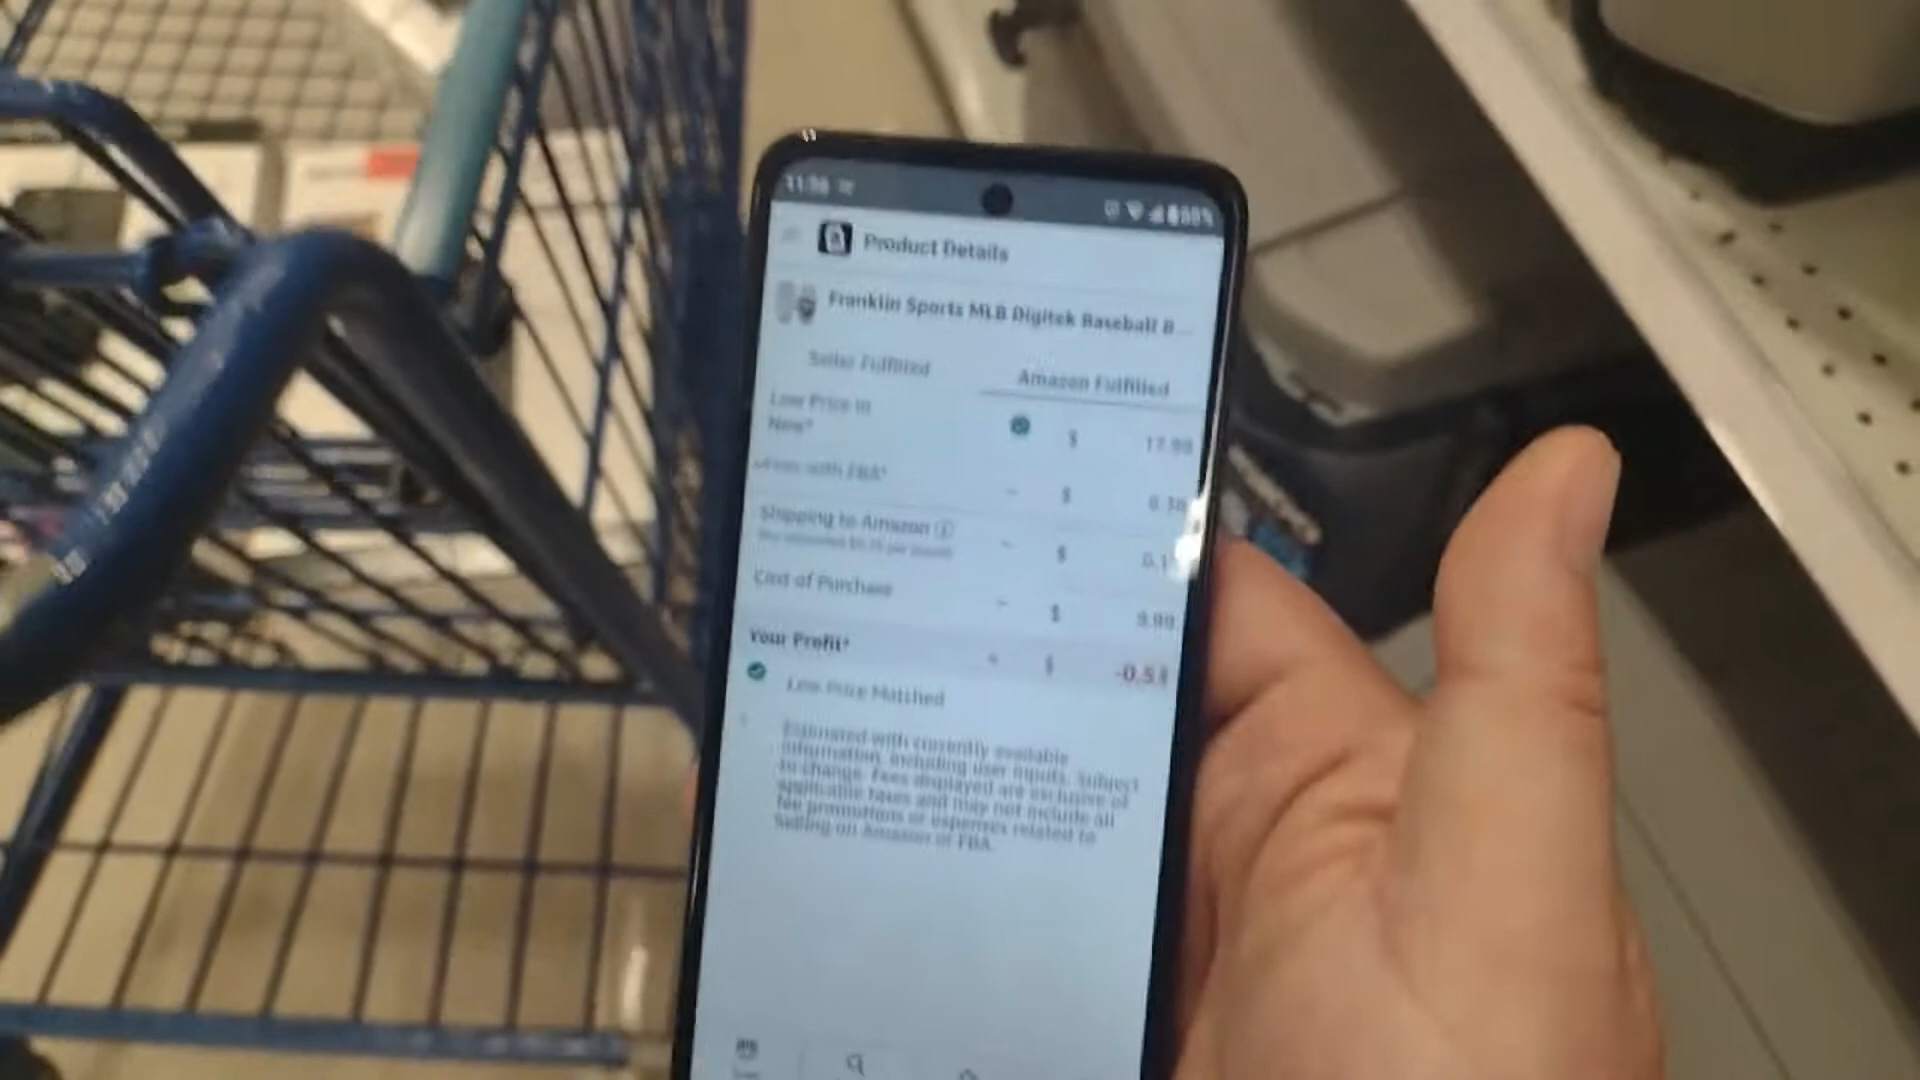 Product Details
Franklin Sports MLB Digitek Baseball B...
Seller Fulfilled
Amazon Fulfilled
Low Price in
New*
$ 17.99
with FBA*
- $
Shipping to Amazon
- $
Cost of Purchase
- $ 9.99
Your Profit*
$ -0.51
Low Price Matched
Estimated with currently available
information, including user inputs. Subject
to change. Fees displayed are exclusive of
applicable taxes and may not include all
fee promotions or expenses related to
Selling on Amazon or FBA.